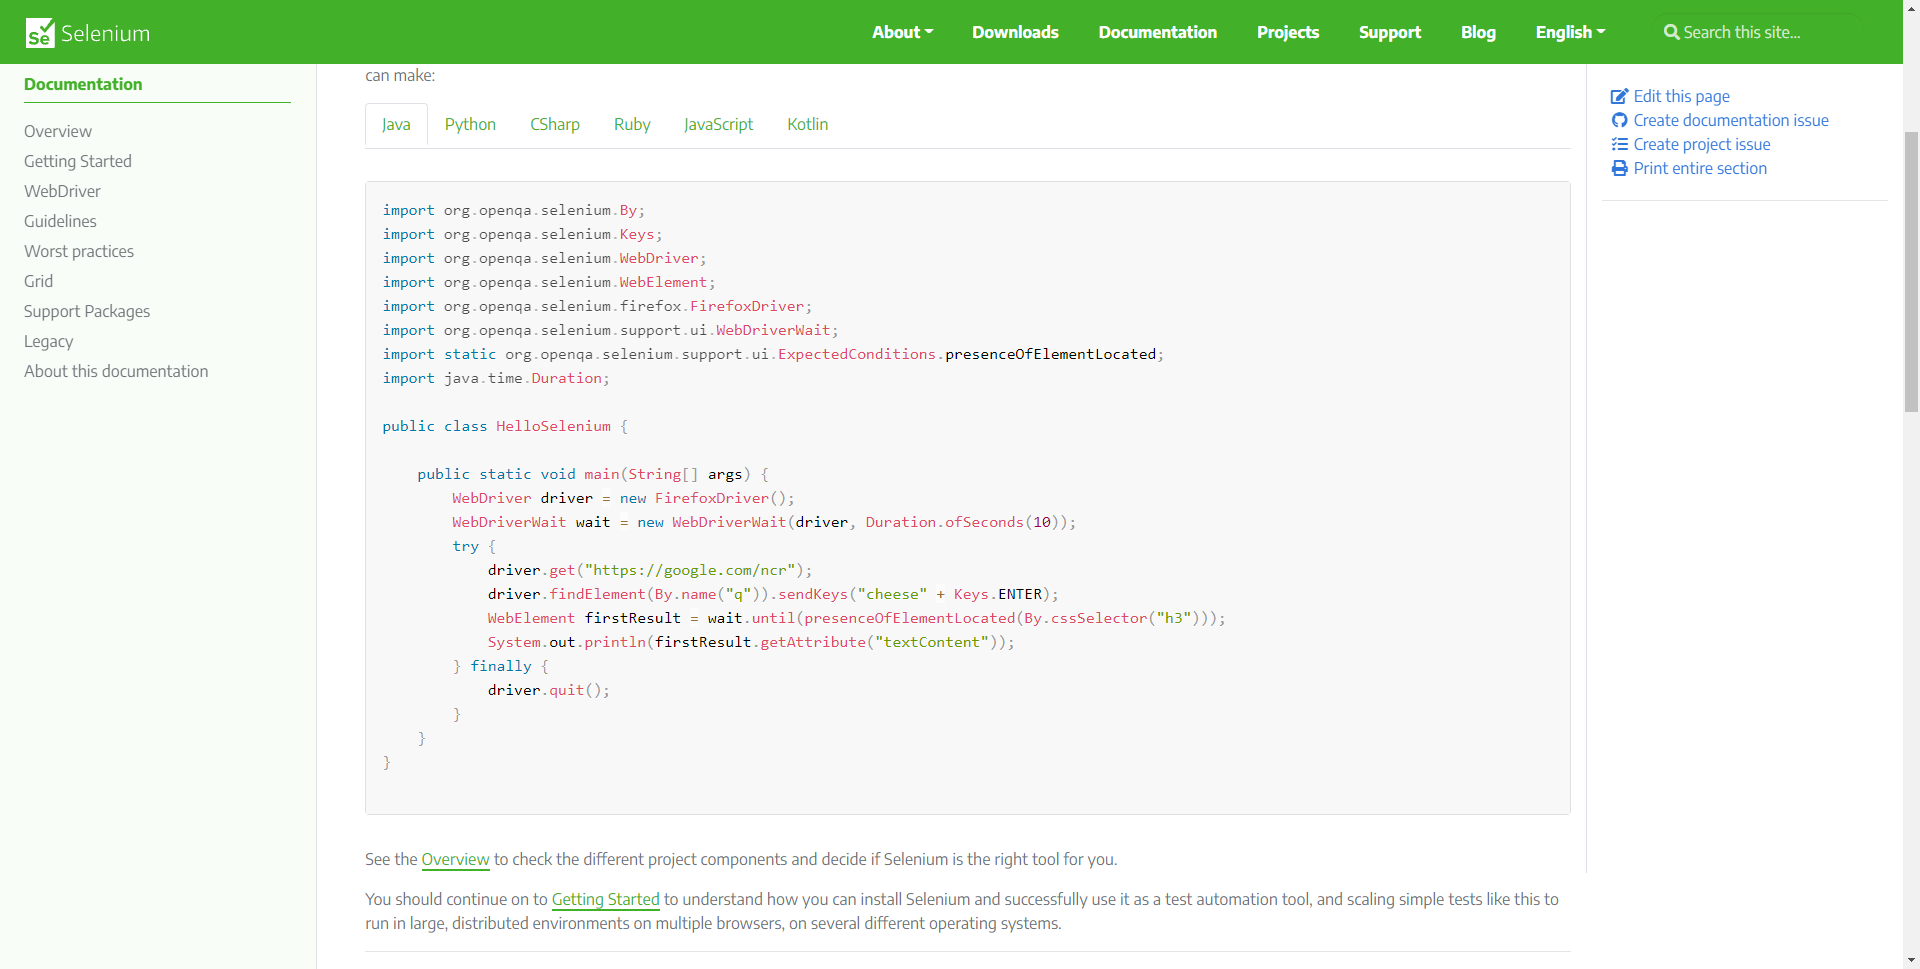 Se Selenium
About
Downloads
Documentation
Projects
Support
Blog
English
Search this site...
Documentation
Overview
Getting Started
WebDriver
Guidelines
Worst practices
Grid
Support Packages
Legacy
About this documentation
can make:
Java
Python
CSharp
Ruby
JavaScript
Kotlin
import org.openqa.selenium.By;
import org.openqa.selenium.Keys;
import org.openqa.selenium.WebDriver;
import org.openqa.selenium.WebElement;
import org.openqa.selenium.firefox.FirefoxDriver;
import org.openqa.selenium.support.ui.WebDriverWait;
import static org.openqa.selenium.support.ui.ExpectedConditions.presenceOfElementLocated;
import java.time.Duration;
public class HelloSelenium {
    public static void main(String[] args) {
        WebDriver driver = new FirefoxDriver();
        WebDriverWait wait = new WebDriverWait(driver, Duration.ofSeconds(10));
        try {
            driver.get("https://google.com/ncr");
            driver.findElement(By.name("q")).sendKeys("cheese" + Keys.ENTER);
            WebElement firstResult = wait.until(presenceOfElementLocated(By.cssSelector("h3")));
            System.out.println(firstResult.getAttribute("textContent"));
        } finally {
            driver.quit();
        }
    }
}
See the Overview to check the different project components and decide if Selenium is the right tool for you.
You should continue on to Getting Started to understand how you can install Selenium and successfully use it as a test automation tool, and scaling simple tests like this to
run in large, distributed environments on multiple browsers, on several different operating systems.
Edit this page
Create documentation issue
Create project issue
Print entire section